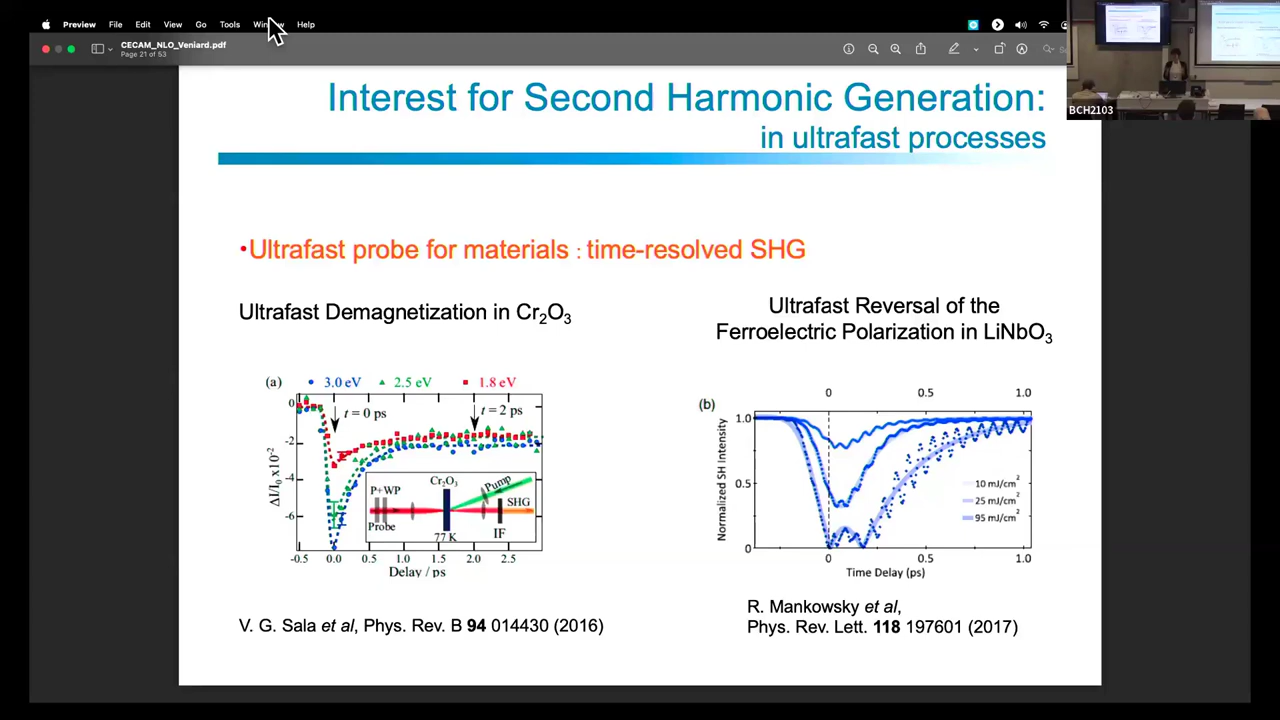 Preview File Edit View Go Tools Window Help
CECAM_NLO_Veniard.pdf
Page 21 of 53
BCH2103
Interest for Second Harmonic Generation:
in ultrafast processes
•Ultrafast probe for materials : time-resolved SHG
Ultrafast Demagnetization in Cr₂O₃
(a) 3.0 eV 2.5 eV 1.8 eV
t = 0 ps t = 2 ps
0
-2
-4
-6
ΔI/I₀ x10⁻²
Cr₂O₃
Pump
P+WP
SHG
Probe
IF
77 K
-0.5 0.0 0.5 1.0 1.5 2.0 2.5
Delay / ps
V. G. Sala et al, Phys. Rev. B 94 014430 (2016)
Ultrafast Reversal of the
Ferroelectric Polarization in LiNbO₃
0 0.5 1.0
(b)
1.0
0.5
0
Normalized SH Intensity
10 mJ/cm²
25 mJ/cm²
95 mJ/cm²
0 0.5 1.0
Time Delay (ps)
R. Mankowsky et al,
Phys. Rev. Lett. 118 197601 (2017)